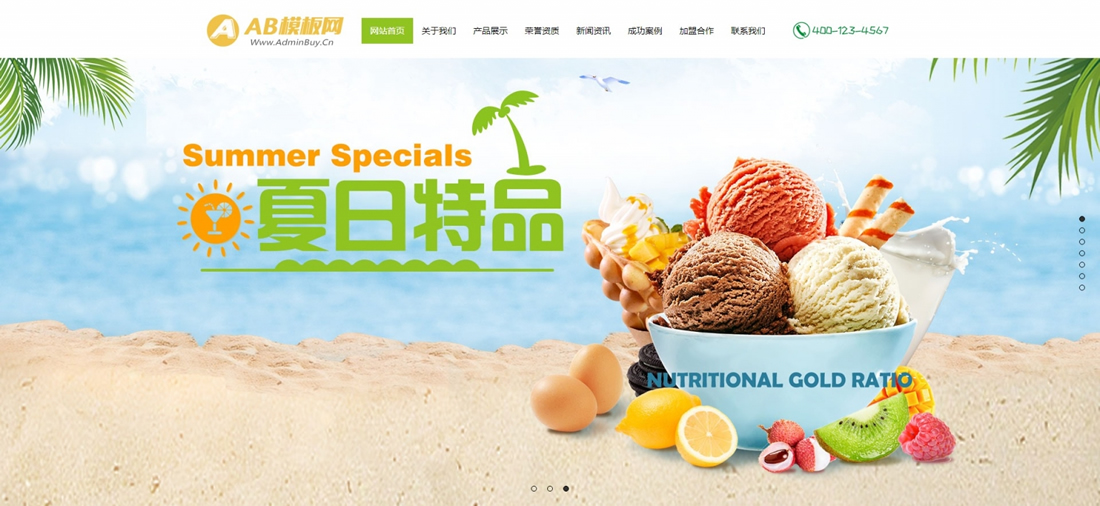 AB模板网
Www.AdminBuy.Cn
网站首页
关于我们
产品展示
荣誉资质
新闻资讯
成功案例
加盟合作
联系我们
400-123-4567
Summer Specials
夏日特品
NUTRITIONAL GOLD RATIO